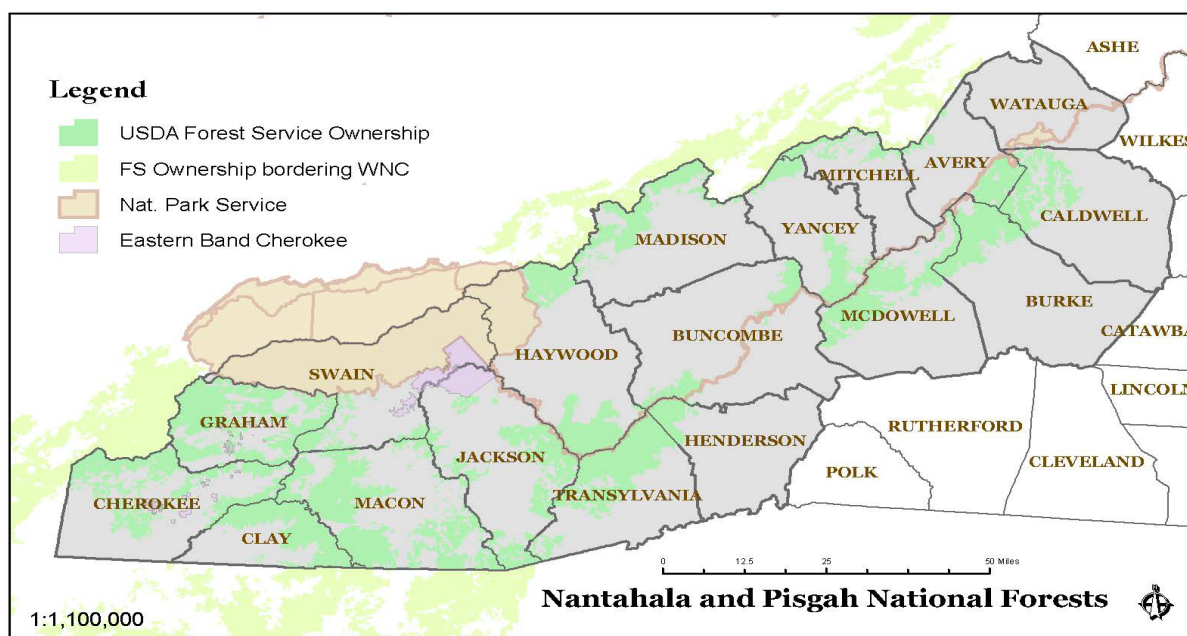 Legend
USDA Forest Service Ownership
FS Ownership bordering WNC
Nat. Park Service
Eastern Band Cherokee
ASHE
WATAUGA
WILKES
AVERY
MITCHELL
CALDWELL
YANCEY
MADISON
BURKE
MCDOWELL
CATAWBA
BUNCOMBE
HAYWOOD
SWAIN
LINCOLN
GRAHAM
RUTHERFORD
HENDERSON
JACKSON
CLEVELAND
POLK
TRANSYLVANIA
CHEROKEE
MACON
CLAY
0 12.5 25 50 Miles
Nantahala and Pisgah National Forests
1:1,100,000